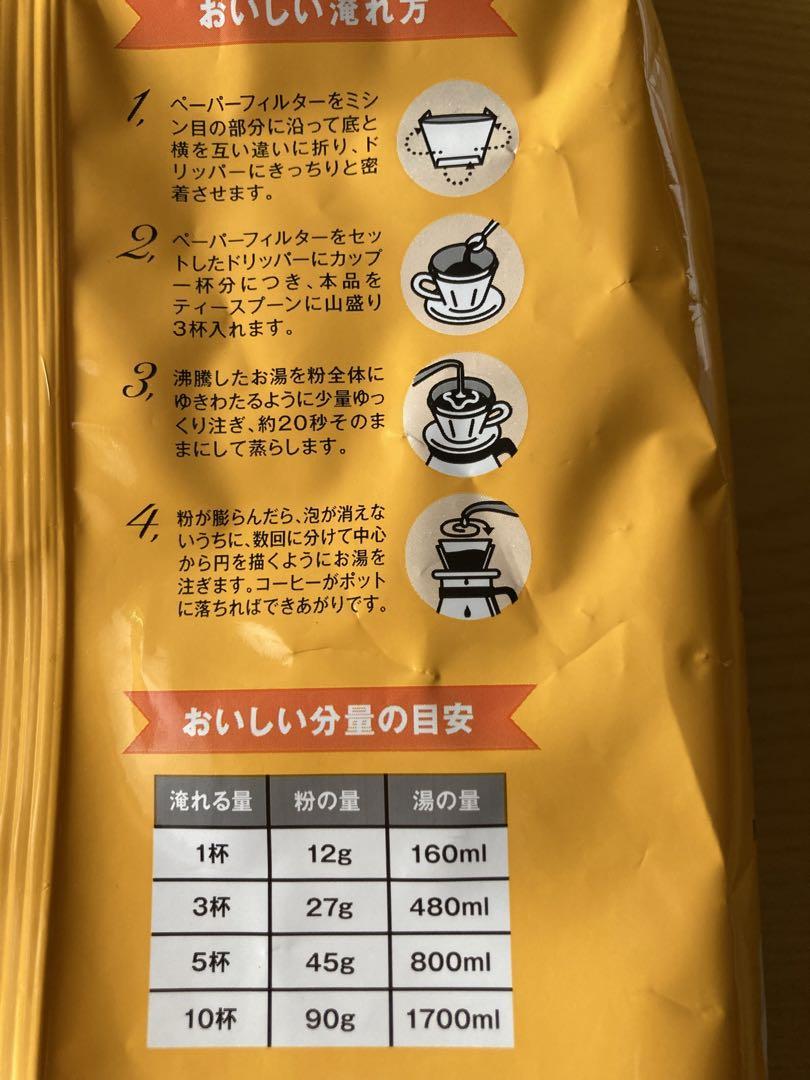 おいしい淹れ方
1, ペーパーフィルターをミシ
ン目の部分に沿って底と
横を互い違いに折り、ド
リッパーにきっちりと密
着させます。
2, ペーパーフィルターをセッ
トしたドリッパーにカップ
一杯分につき、本品を
ティースプーンに山盛り
3杯入れます。
3, 沸騰したお湯を粉全体に
ゆきわたるように少量ゆっ
くり注ぎ、約20秒そのま
まにして蒸らします。
4, 粉が膨らんだら、泡が消えな
いうちに、数回に分けて中心
から円を描くようにお湯を
注ぎます。コーヒーがポット
に落ちればできあがりです。
おいしい分量の目安
淹れる量 粉の量 湯の量
1杯 12g 160ml
3杯 27g 480ml
5杯 45g 800ml
10杯 90g 1700ml